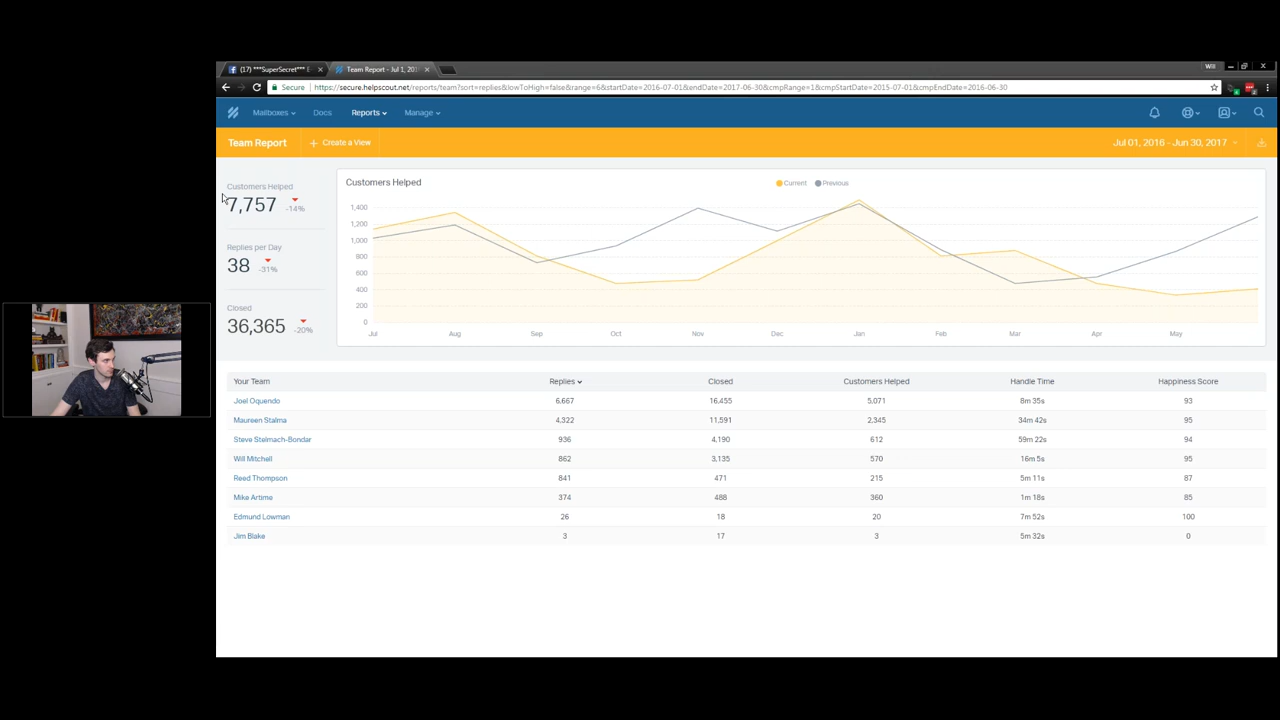 (17) ***SuperSecret*** E
Team Report - Jul 1, 201
Will
Secure
https://secure.helpscout.net/reports/team?sort=replies&lowToHigh=false&range=6&startDate=2016-07-01&endDate=2017-06-30&cmpRange=1&cmpStartDate=2015-07-01&cmpEndDate=2016-06-30
Mailboxes Docs Reports Manage
Team Report + Create a View Jul 01, 2016 - Jun 30, 2017
Customers Helped
7,757 -14%
Replies per Day
38 -31%
Closed
36,365 -20%
Customers Helped Current Previous
1,400
1,200
1,000
800
600
400
200
0
Jul Aug Sep Oct Nov Dec Jan Feb Mar Apr May
Your Team Replies Closed Customers Helped Handle Time Happiness Score
Joel Oquendo 6,667 16,455 5,071 8m 35s 93
Maureen Stalma 4,322 11,591 2,345 34m 42s 95
Steve Stelmach-Bondar 936 4,190 612 59m 22s 94
Will Mitchell 862 3,135 570 16m 5s 95
Reed Thompson 841 471 215 5m 11s 87
Mike Artime 374 488 360 1m 18s 85
Edmund Lowman 26 18 20 7m 52s 100
Jim Blake 3 17 3 5m 32s 0